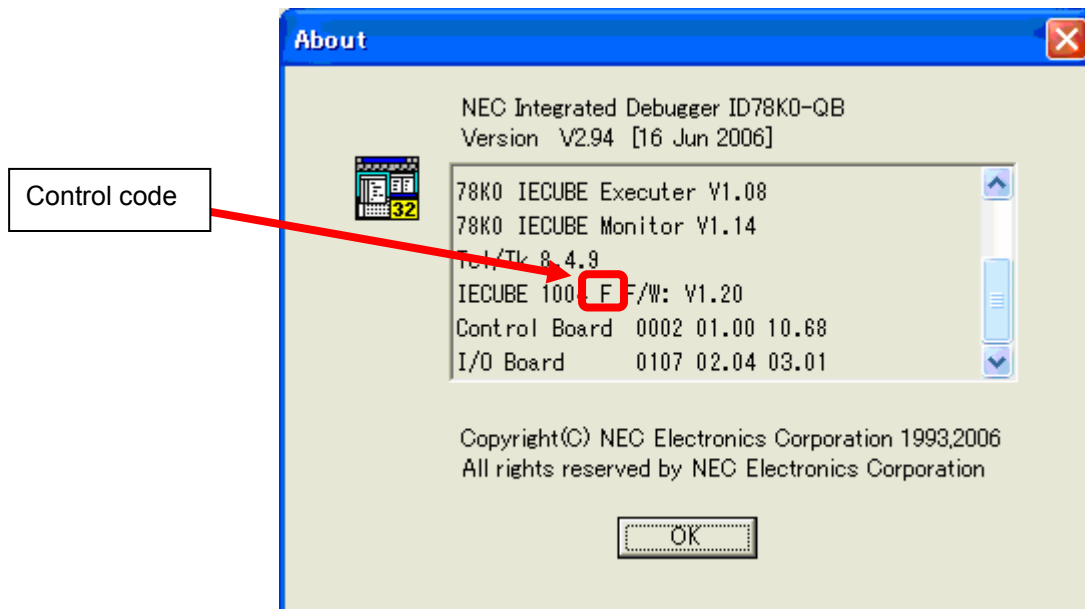 About
NEC Integrated Debugger ID78K0-QB
Version V2.94 [16 Jun 2006]
32
Control code
78K0 IECUBE Executer V1.08
78K0 IECUBE Monitor V1.14
Tcl/Tk 8.4.9
IECUBE F F/W: V1.20
Control Board 0002 01.00 10.68
I/O Board 0107 02.04 03.01
Copyright(C) NEC Electronics Corporation 1993,2006
All rights reserved by NEC Electronics Corporation
OK